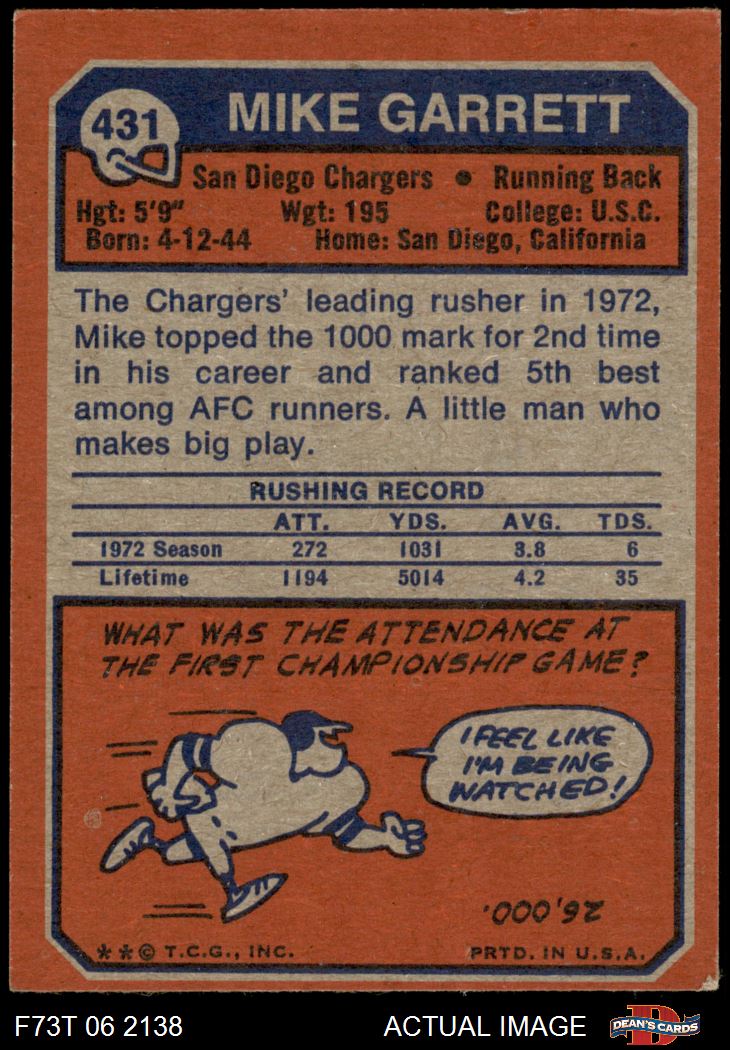 431
MIKE GARRETT
San Diego Chargers • Running Back
Hgt: 5'9" Wgt: 195 College: U.S.C.
Born: 4-12-44 Home: San Diego, California
The Chargers' leading rusher in 1972,
Mike topped the 1000 mark for 2nd time
in his career and ranked 5th best
among AFC runners. A little man who
makes big play.
RUSHING RECORD
ATT. YDS. AVG. TDS.
1972 Season 272 1031 3.8 6
Lifetime 1194 5014 4.2 35
WHAT WAS THE ATTENDANCE AT
THE FIRST CHAMPIONSHIP GAME?
I FEEL LIKE
I'M BEING
WATCHED!
26,000.
**© T.C.G., INC. PRTD. IN U.S.A.
F73T 06 2138 ACTUAL IMAGE D DEAN'S CARDS